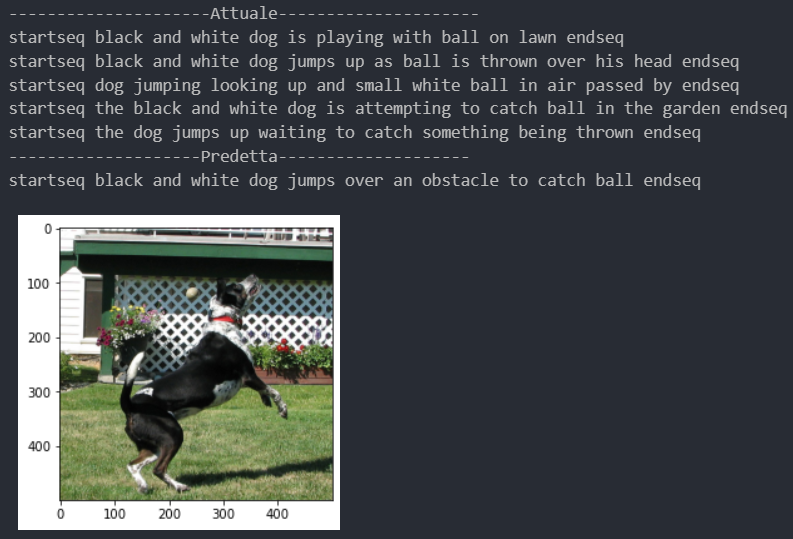 ---------------------Attuale---------------------
startseq black and white dog is playing with ball on lawn endseq
startseq black and white dog jumps up as ball is thrown over his head endseq
startseq dog jumping looking up and small white ball in air passed by endseq
startseq the black and white dog is attempting to catch ball in the garden endseq
startseq the dog jumps up waiting to catch something being thrown endseq
--------------------Predetta--------------------
startseq black and white dog jumps over an obstacle to catch ball endseq
0
100
200
300
400
0 100 200 300 400